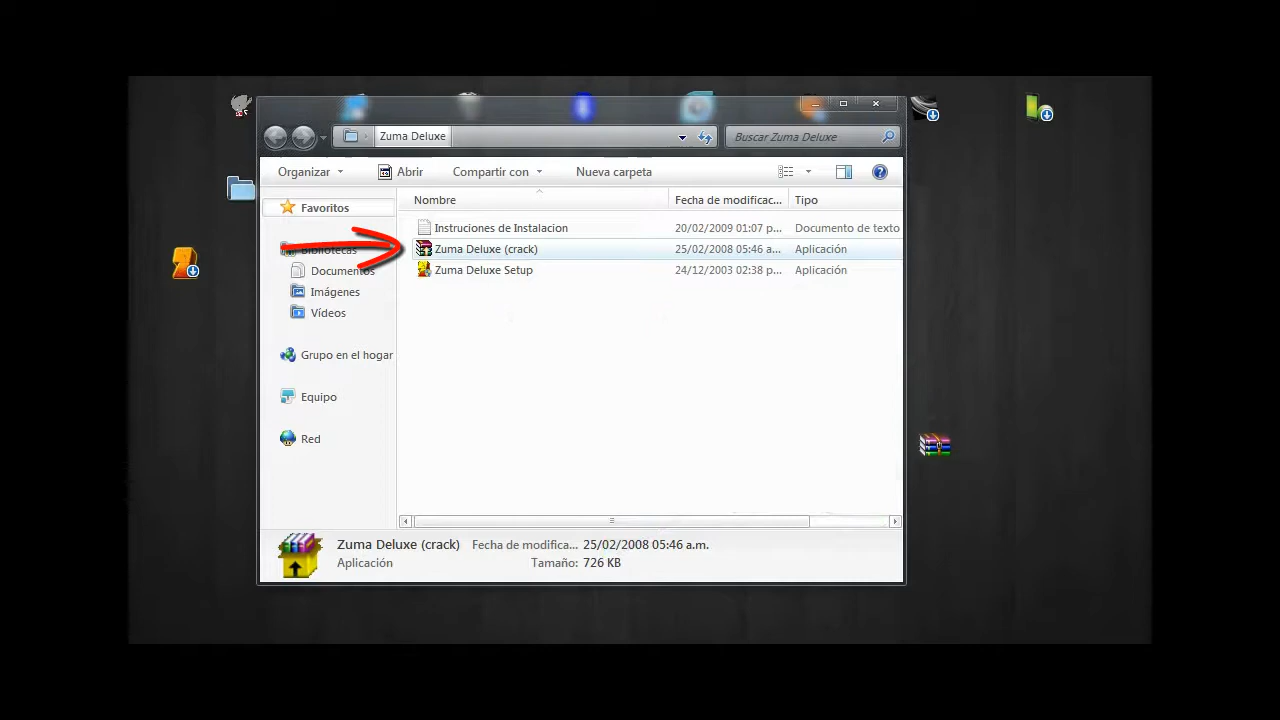 Zuma Deluxe
Buscar Zuma Deluxe
Organizar
Abrir
Compartir con
Nueva carpeta
Nombre
Fecha de modificac...
Tipo
Favoritos
Instruciones de Instalacion
20/02/2009 01:07 p...
Documento de texto
Bibliotecas
Zuma Deluxe (crack)
25/02/2008 05:46 a...
Aplicación
Documentos
Zuma Deluxe Setup
24/12/2003 02:38 p...
Aplicación
Imágenes
Vídeos
Grupo en el hogar
Equipo
Red
Zuma Deluxe (crack)
Fecha de modifica... 25/02/2008 05:46 a.m.
Aplicación
Tamaño: 726 KB